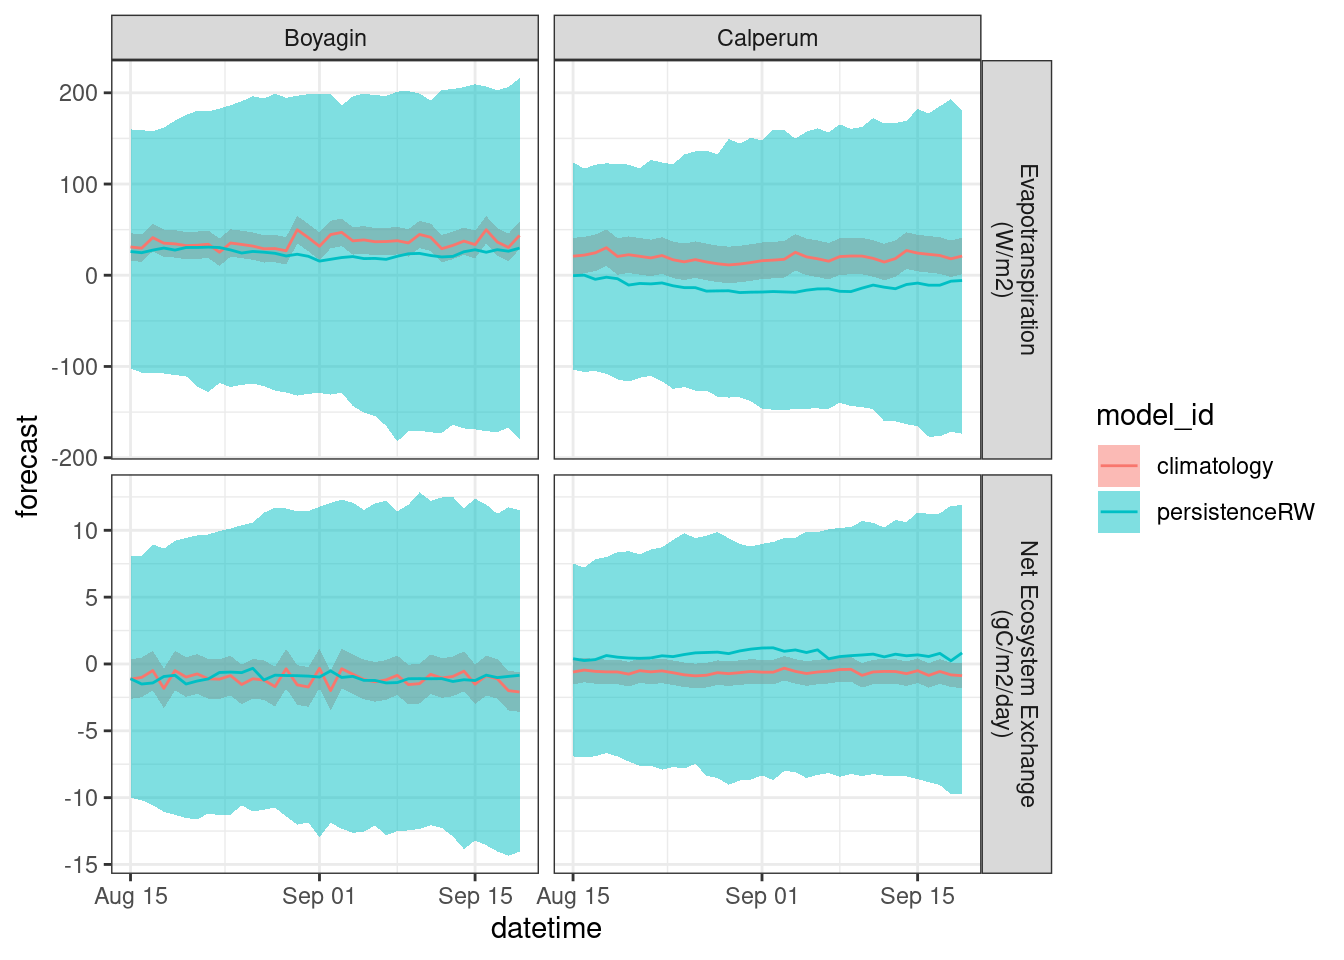 Boyagin
Calperum
200
100
0
-100
-200
Evapotranspiration
(W/m2)
10
5
0
-5
-10
-15
Net Ecosystem Exchange
(gC/m2/day)
forecast
Aug 15
Sep 01
Sep 15
Aug 15
Sep 01
Sep 15
datetime
model_id
climatology
persistenceRW